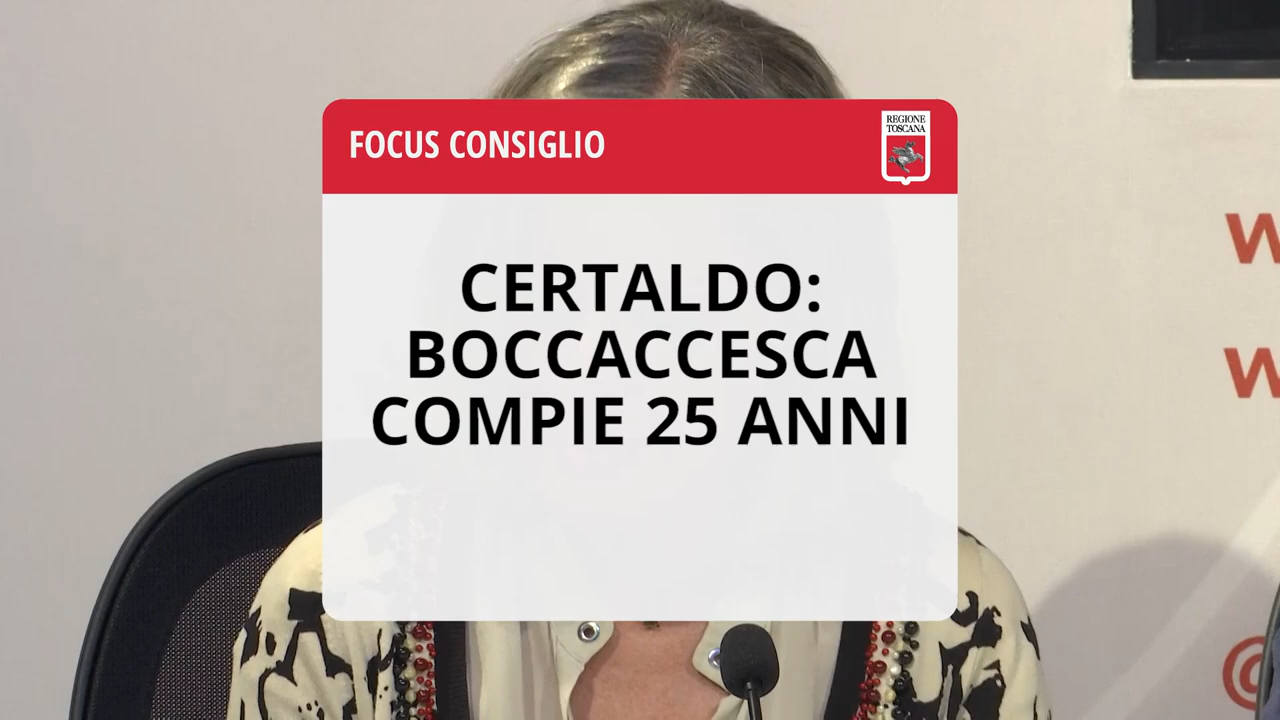 FOCUS CONSIGLIO
REGIONE
TOSCANA
CERTALDO:
BOCCACCESCA
COMPIE 25 ANNI
W
W
@